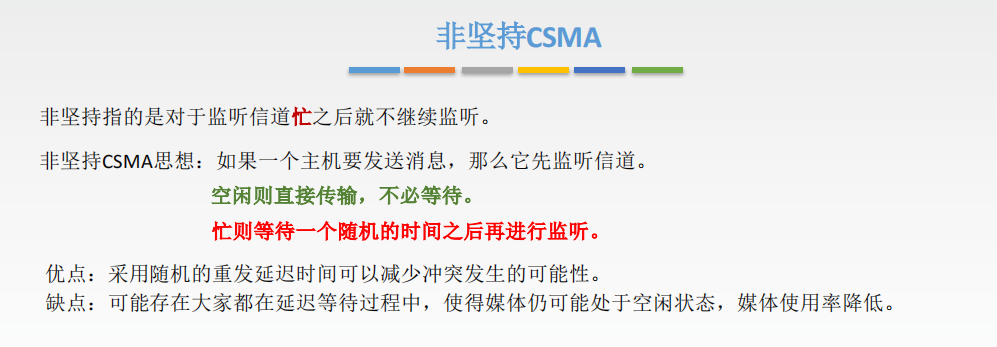 非坚持CSMA
非坚持指的是对于监听信道忙之后就不继续监听。
非坚持CSMA思想：如果一个主机要发送消息，那么它先监听信道。
空闲则直接传输，不必等待。
忙则等待一个随机的时间之后再进行监听。
优点：采用随机的重发延迟时间可以减少冲突发生的可能性。
缺点：可能存在大家都在延迟等待过程中，使得媒体仍可能处于空闲状态，媒体使用率降低。